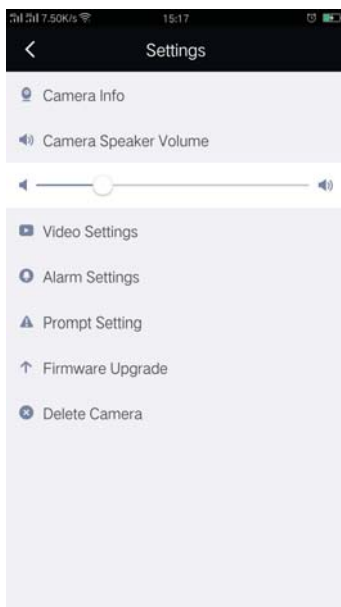 7.50K/s
15:17
Settings
Camera Info
Camera Speaker Volume
Video Settings
Alarm Settings
Prompt Setting
Firmware Upgrade
Delete Camera